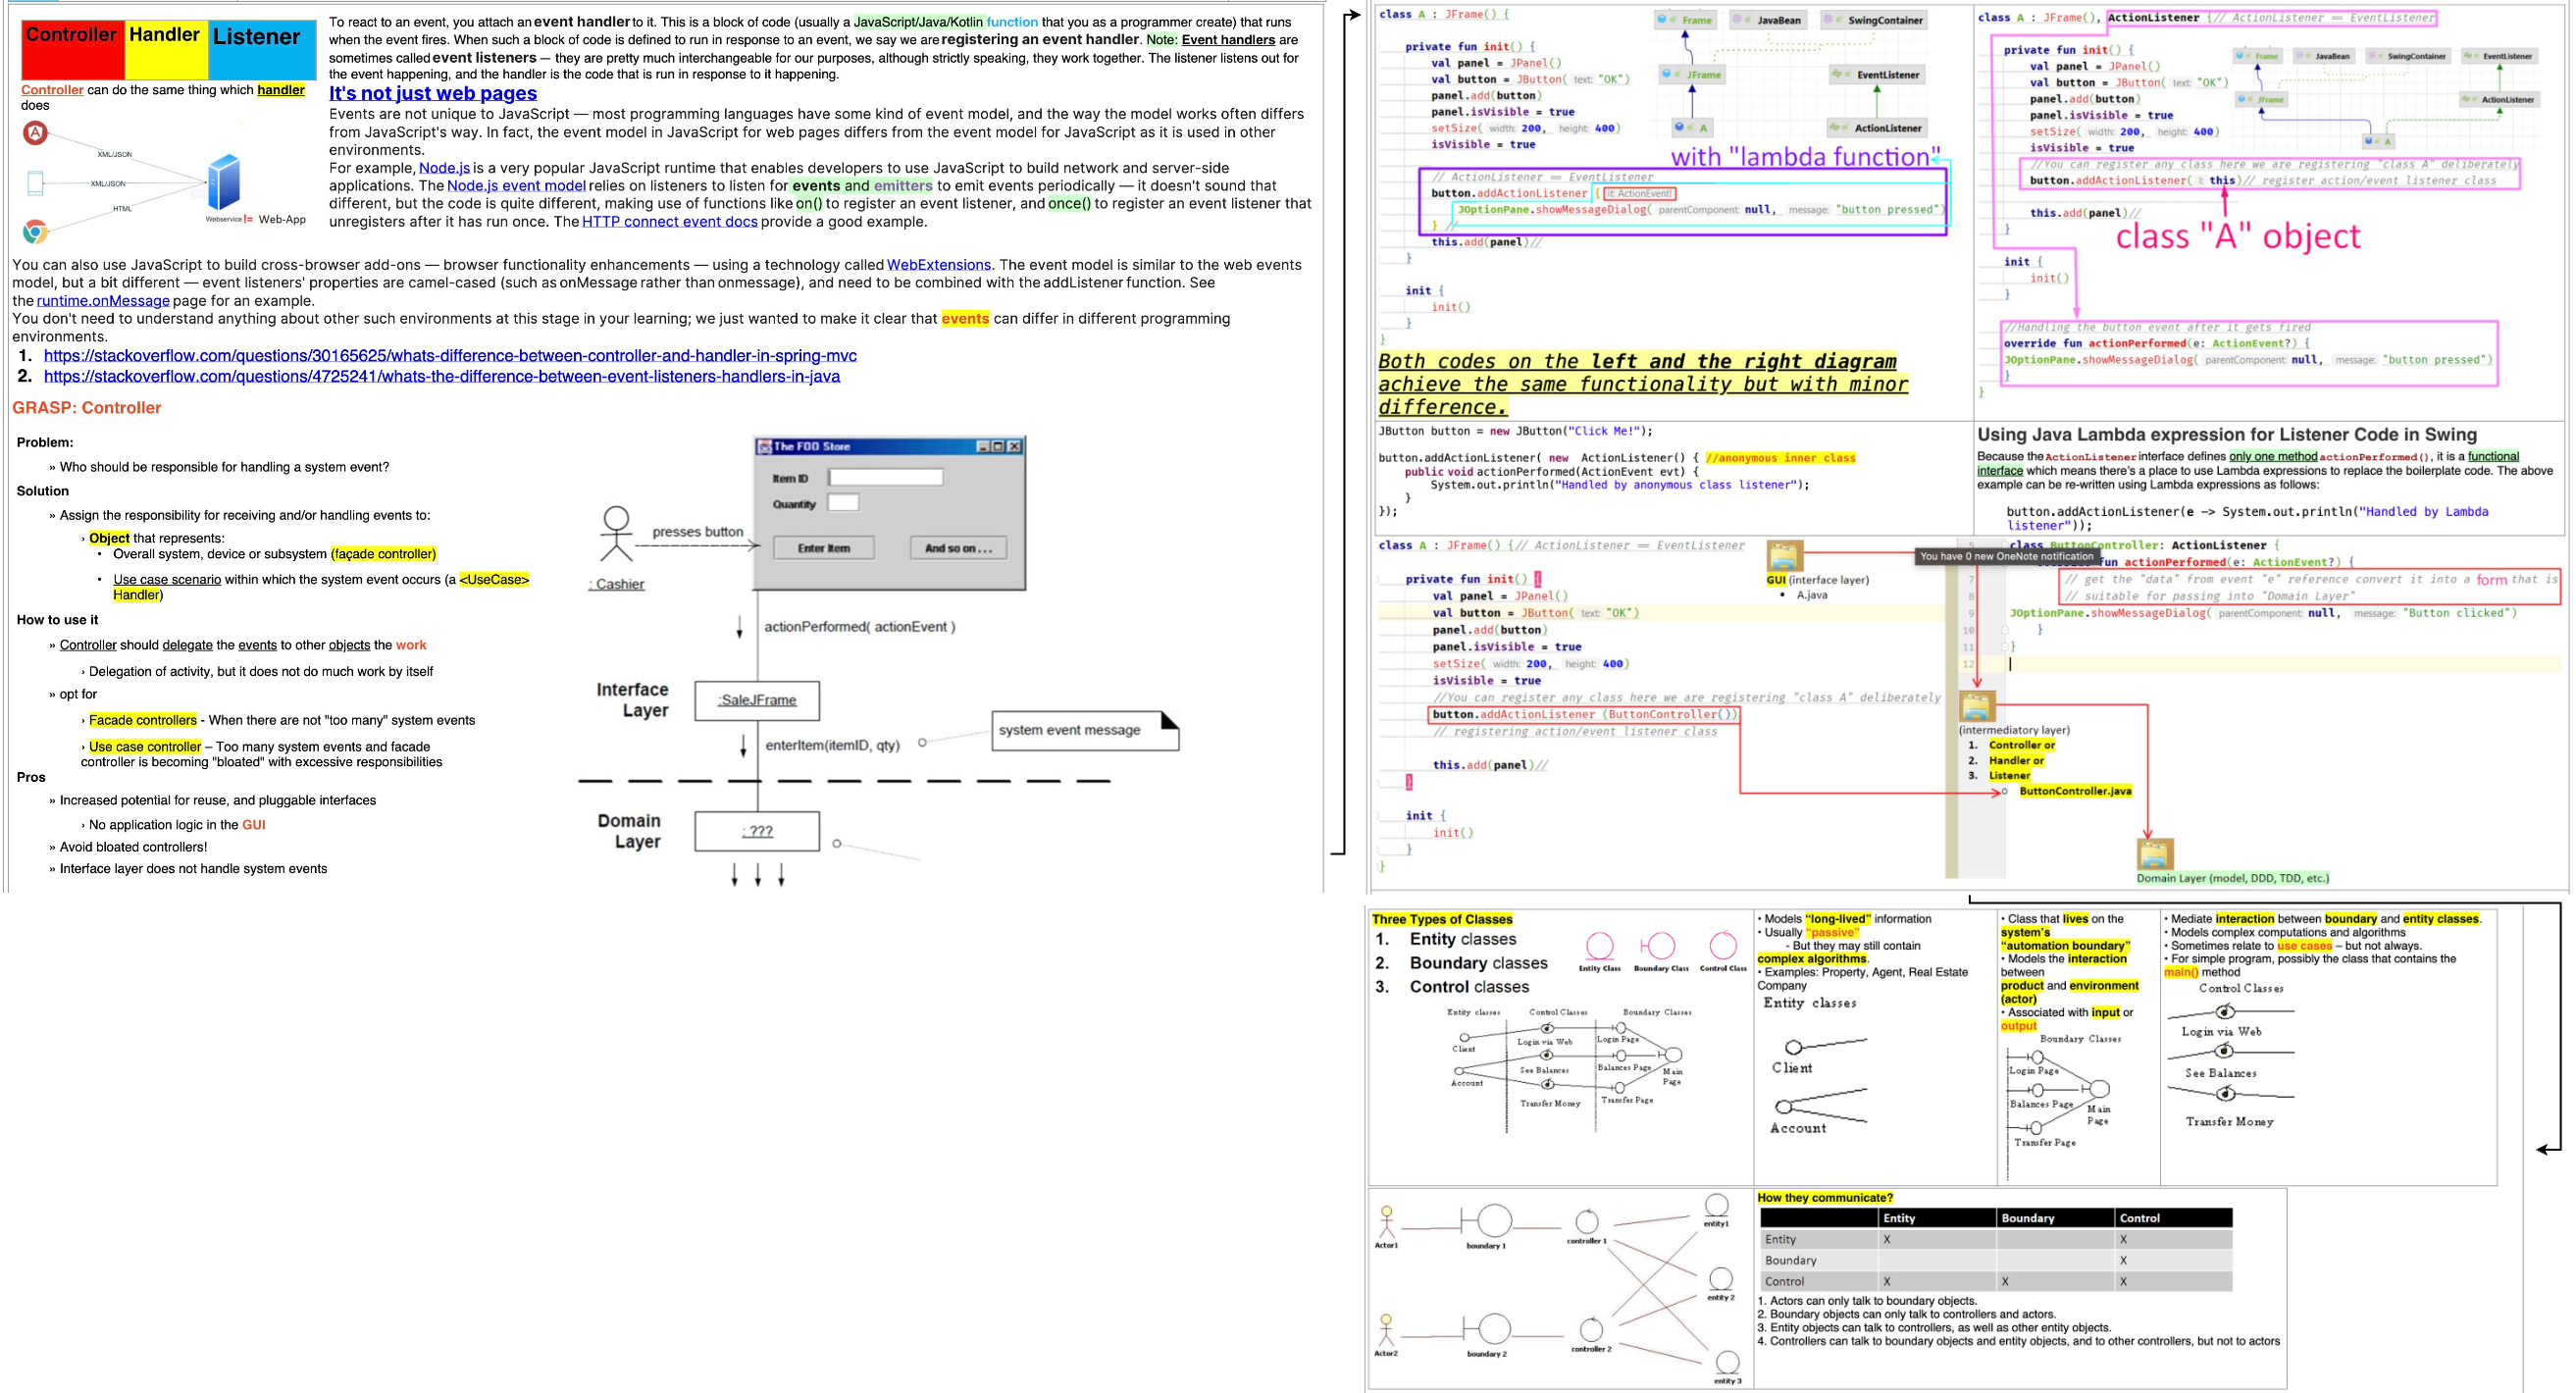 Controller Handler Listener
Controller can do the same thing which handler
does
XML/JSON
XML/JSON
HTML
Webservice != Web-App
To react to an event, you attach an event handler to it. This is a block of code (usually a JavaScript/Java/Kotlin function that you as a programmer create) that runs
when the event fires. When such a block of code is defined to run in response to an event, we say we are registering an event handler. Note: Event handlers are
sometimes called event listeners — they are pretty much interchangeable for our purposes, although strictly speaking, they work together. The listener listens out for
the event happening, and the handler is the code that is run in response to it happening.
It's not just web pages
Events are not unique to JavaScript — most programming languages have some kind of event model, and the way the model works often differs
from JavaScript's way. In fact, the event model in JavaScript for web pages differs from the event model for JavaScript as it is used in other
environments.
For example, Node.js is a very popular JavaScript runtime that enables developers to use JavaScript to build network and server-side
applications. The Node.js event model relies on listeners to listen for events and emitters to emit events periodically — it doesn't sound that
different, but the code is quite different, making use of functions like on() to register an event listener, and once() to register an event listener that
unregisters after it has run once. The HTTP connect event docs provide a good example.
You can also use JavaScript to build cross-browser add-ons — browser functionality enhancements — using a technology called WebExtensions. The event model is similar to the web events
model, but a bit different — event listeners' properties are camel-cased (such as onMessage rather than onmessage), and need to be combined with the addListener function. See
the runtime.onMessage page for an example.
You don't need to understand anything about other such environments at this stage in your learning; we just wanted to make it clear that events can differ in different programming
environments.
1. https://stackoverflow.com/questions/30165625/whats-difference-between-controller-and-handler-in-spring-mvc
2. https://stackoverflow.com/questions/4725241/whats-the-difference-between-event-listeners-handlers-in-java
GRASP: Controller
Problem:
» Who should be responsible for handling a system event?
Solution
» Assign the responsibility for receiving and/or handling events to:
› Object that represents:
• Overall system, device or subsystem (façade controller)
• Use case scenario within which the system event occurs (a <UseCase>
Handler)
How to use it
» Controller should delegate the events to other objects the work
› Delegation of activity, but it does not do much work by itself
» opt for
› Facade controllers - When there are not "too many" system events
› Use case controller – Too many system events and facade
controller is becoming "bloated" with excessive responsibilities
Pros
» Increased potential for reuse, and pluggable interfaces
› No application logic in the GUI
» Avoid bloated controllers!
» Interface layer does not handle system events
The FOO Store
Item ID
Quantity
Enter Item
And so on ...
presses button
: Cashier
actionPerformed( actionEvent )
Interface
Layer
:SaleJFrame
system event message
enterItem(itemID, qty)
Domain
Layer
: ???
class A : JFrame() {
private fun init() {
val panel = JPanel()
val button = JButton( text: "OK")
panel.add(button)
panel.isVisible = true
setSize( width: 200, height: 400)
isVisible = true
// ActionListener == EventListener
button.addActionListener { it: ActionEvent!
JOptionPane.showMessageDialog( parentComponent: null, message: "button pressed")
} //
this.add(panel)//
}
init {
init()
}
}
Frame
JavaBean
SwingContainer
JFrame
EventListener
A
ActionListener
with "lambda function"
Both codes on the left and the right diagram
achieve the same functionality but with minor
difference.
class A : JFrame(), ActionListener {// ActionListener == EventListener
private fun init() {
val panel = JPanel()
val button = JButton( text: "OK")
panel.add(button)
panel.isVisible = true
setSize( width: 200, height: 400)
isVisible = true
//You can register any class here we are registering "class A" deliberately
button.addActionListener( l: this)// register action/event listener class
this.add(panel)//
}
class "A" object
init {
init()
}
//Handling the button event after it gets fired
override fun actionPerformed(e: ActionEvent?) {
JOptionPane.showMessageDialog( parentComponent: null, message: "button pressed")
}
}
Frame
JavaBean
SwingContainer
EventListener
JFrame
ActionListener
A
JButton button = new JButton("Click Me!");
button.addActionListener( new ActionListener() { //anonymous inner class
public void actionPerformed(ActionEvent evt) {
System.out.println("Handled by anonymous class listener");
}
});
Using Java Lambda expression for Listener Code in Swing
Because the ActionListener interface defines only one method actionPerformed(), it is a functional
interface which means there's a place to use Lambda expressions to replace the boilerplate code. The above
example can be re-written using Lambda expressions as follows:
button.addActionListener(e -> System.out.println("Handled by Lambda
listener"));
class A : JFrame() {// ActionListener == EventListener
private fun init() {
val panel = JPanel()
val button = JButton( text: "OK")
panel.add(button)
panel.isVisible = true
setSize( width: 200, height: 400)
isVisible = true
//You can register any class here we are registering "class A" deliberately
button.addActionListener (ButtonController())
// registering action/event listener class
this.add(panel)//
}
init {
init()
}
}
GUI (interface layer)
• A.java
You have 0 new OneNote notification
class ButtonController: ActionListener {
fun actionPerformed(e: ActionEvent?) {
7 // get the "data" from event "e" reference convert it into a form that is
8 // suitable for passing into "Domain Layer"
9 JOptionPane.showMessageDialog( parentComponent: null, message: "Button clicked")
10 }
11 }
12
(intermediatory layer)
1. Controller or
2. Handler or
3. Listener
○ ButtonController.java
Domain Layer (model, DDD, TDD, etc.)
Three Types of Classes
1. Entity classes
2. Boundary classes
3. Control classes
Entity Class
Boundary Class
Control Class
Entity classes
Control Classes
Boundary Classes
Client
Login via Web
Login Page
See Balances
Balances Page
Main
Page
Account
Transfer Money
Transfer Page
• Models “long-lived” information
• Usually “passive”
- But they may still contain
complex algorithms.
• Examples: Property, Agent, Real Estate
Company
Entity classes
Client
Account
• Class that lives on the
system's
“automation boundary”
• Models the interaction
between
product and environment
(actor)
• Associated with input or
output
Boundary Classes
Login Page
Balances Page
Main
Page
Transfer Page
• Mediate interaction between boundary and entity classes.
• Models complex computations and algorithms
• Sometimes relate to use cases – but not always.
• For simple program, possibly the class that contains the
main() method
Control Classes
Login via Web
See Balances
Transfer Money
Actor1
boundary 1
controller 1
entity1
entity 2
Actor2
boundary 2
controller 2
entity 3
How they communicate?
Entity Boundary Control
Entity X X
Boundary X
Control X X X
1. Actors can only talk to boundary objects.
2. Boundary objects can only talk to controllers and actors.
3. Entity objects can talk to controllers, as well as other entity objects.
4. Controllers can talk to boundary objects and entity objects, and to other controllers, but not to actors